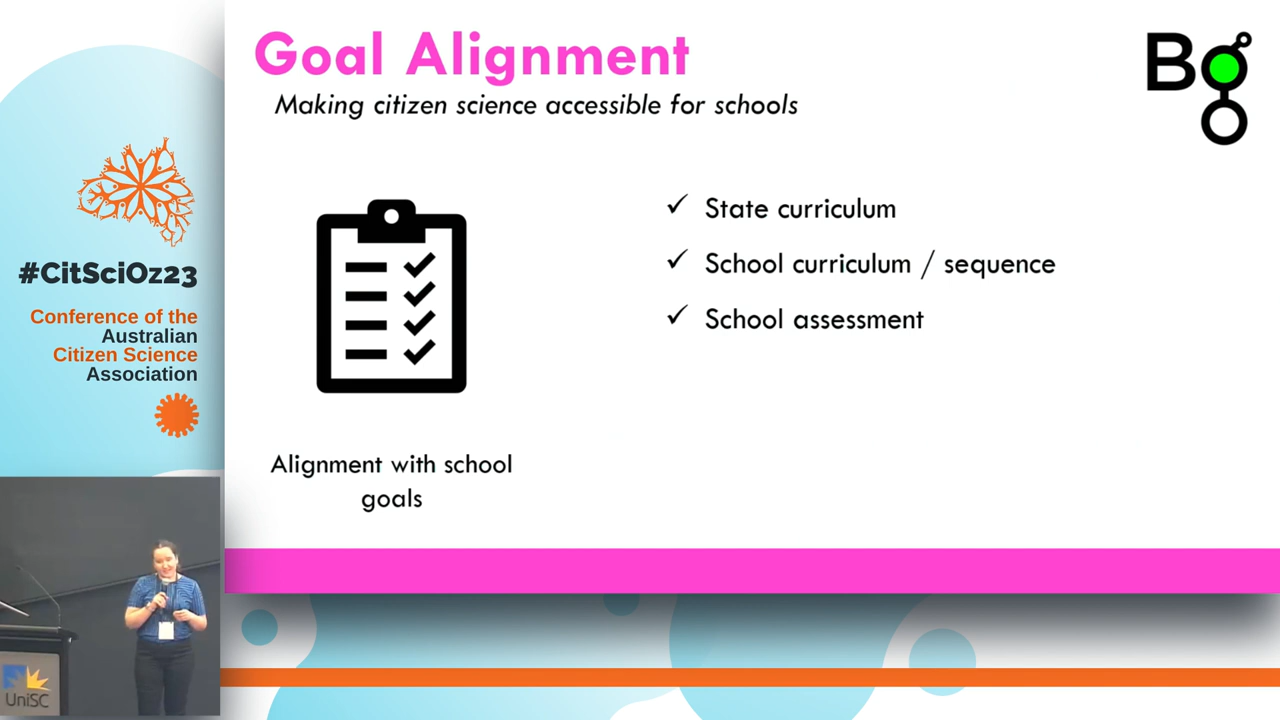 Goal Alignment
Making citizen science accessible for schools
Bg
#CitSciOz23
Conference of the
Australian
Citizen Science
Association
State curriculum
School curriculum / sequence
School assessment
Alignment with school
goals
UniSC